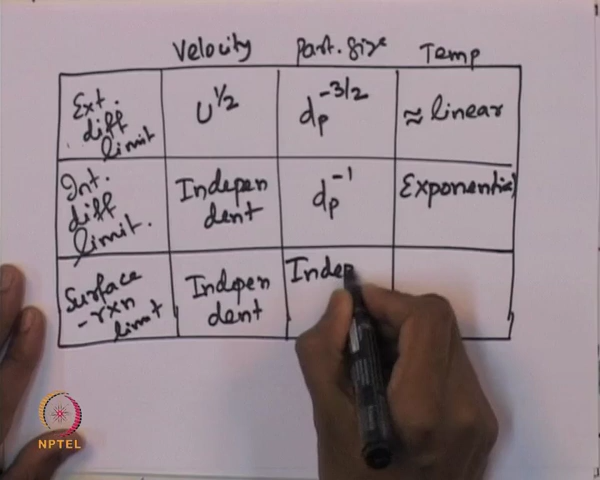 Velocity Part. size Temp
Ext.
diff
limit
U^1/2
dp^-3/2
≈ linear
Int.
diff
limit.
Indepen
dent
dp^-1
Exponential
Surface
-rxn
limit
Indepen
dent
Indep
NPTEL